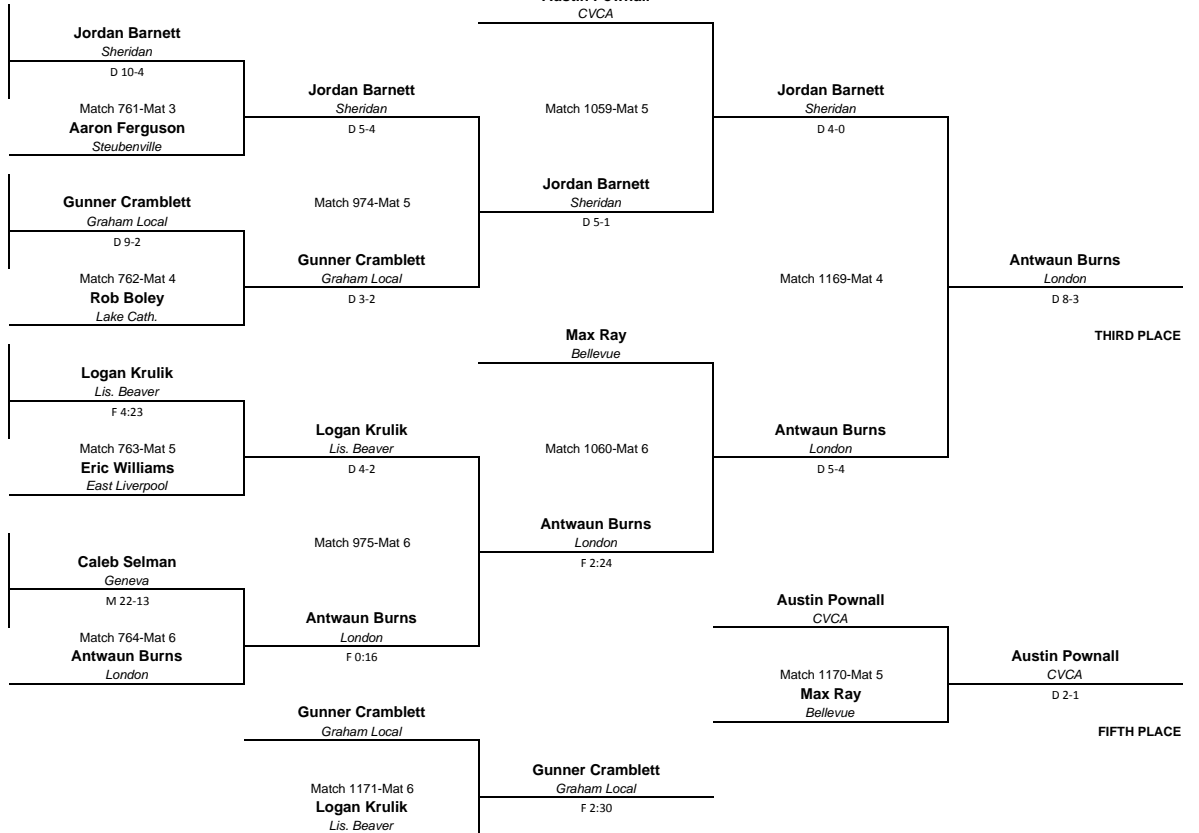 Austin Pownall
CVCA
Jordan Barnett
Sheridan
D 10-4
Match 761-Mat 3
Aaron Ferguson
Steubenville
Jordan Barnett
Sheridan
D 5-4
Match 1059-Mat 5
Jordan Barnett
Sheridan
D 4-0
Gunner Cramblett
Graham Local
D 9-2
Match 762-Mat 4
Rob Boley
Lake Cath.
Match 974-Mat 5
Gunner Cramblett
Graham Local
D 3-2
Jordan Barnett
Sheridan
D 5-1
Match 1169-Mat 4
Antwaun Burns
London
D 8-3
THIRD PLACE
Max Ray
Bellevue
Logan Krulik
Lis. Beaver
F 4:23
Match 763-Mat 5
Eric Williams
East Liverpool
Logan Krulik
Lis. Beaver
D 4-2
Match 1060-Mat 6
Antwaun Burns
London
D 5-4
Caleb Selman
Geneva
M 22-13
Match 764-Mat 6
Antwaun Burns
London
Match 975-Mat 6
Antwaun Burns
London
F 0:16
Antwaun Burns
London
F 2:24
Austin Pownall
CVCA
Match 1170-Mat 5
Max Ray
Bellevue
Austin Pownall
CVCA
D 2-1
FIFTH PLACE
Gunner Cramblett
Graham Local
Match 1171-Mat 6
Logan Krulik
Lis. Beaver
Gunner Cramblett
Graham Local
F 2:30